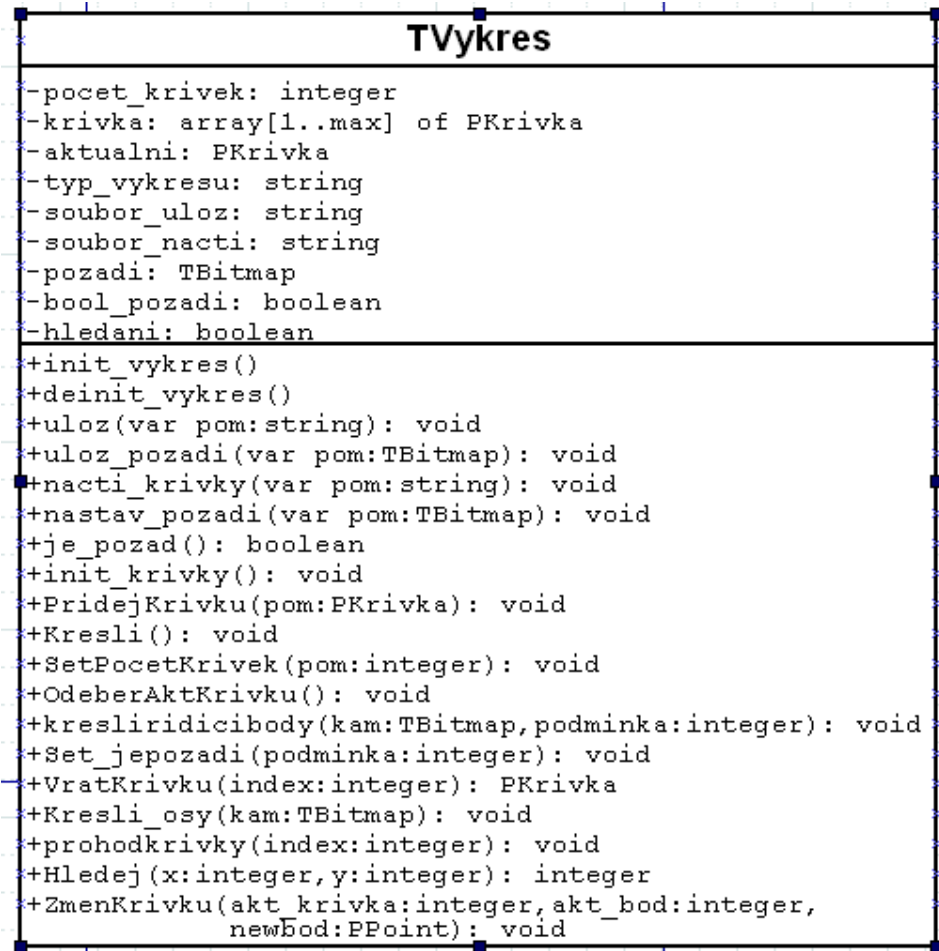 TVykres
-pocet_krivek: integer
-krivka: array[1..max] of PKrivka
-aktualni: PKrivka
-typ_vykresu: string
-soubor_uloz: string
-soubor_nacti: string
-pozadi: TBitmap
-bool_pozadi: boolean
-hledani: boolean
+init_vykres()
+deinit_vykres()
+uloz(var pom:string): void
+uloz_pozadi(var pom:TBitmap): void
+nacti_krivky(var pom:string): void
+nastav_pozadi(var pom:TBitmap): void
+je_pozad(): boolean
+init_krivky(): void
+PridejKrivku(pom:PKrivka): void
+Kresli(): void
+SetPocetKrivek(pom:integer): void
+OdeberAktKrivku(): void
+kresliridicibody(kam:TBitmap,podminka:integer): void
+Set_jepozadi(podminka:integer): void
+VratKrivku(index:integer): PKrivka
+Kresli_osy(kam:TBitmap): void
+prohodkrivky(index:integer): void
+Hledej(x:integer,y:integer): integer
+ZmenKrivku(akt_krivka:integer,akt_bod:integer,
newbod:PPoint): void